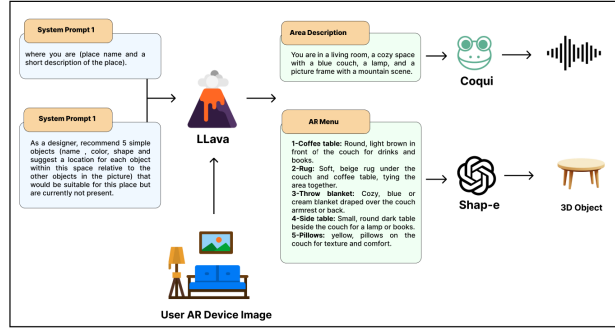 System Prompt 1
where you are (place name and a
short description of the place).
System Prompt 1
As a designer, recommend 5 simple
objects (name , color, shape and
suggest a location for each object
within this space relative to the
other objects in the picture) that
would be suitable for this place but
are currently not present.
LLava
User AR Device Image
Area Description
You are in a living room, a cozy space
with a blue couch, a lamp, and a
picture frame with a mountain scene.
Coqui
AR Menu
1-Coffee table: Round, light brown in
front of the couch for drinks and
books.
2-Rug: Soft, beige rug under the
couch and coffee table, tying the
area together.
3-Throw blanket: Cozy, blue or
cream blanket draped over the couch
armrest or back.
4-Side table: Small, round dark table
beside the couch for a lamp or books.
5-Pillows: yellow, pillows on the
couch for texture and comfort.
Shap-e
3D Object